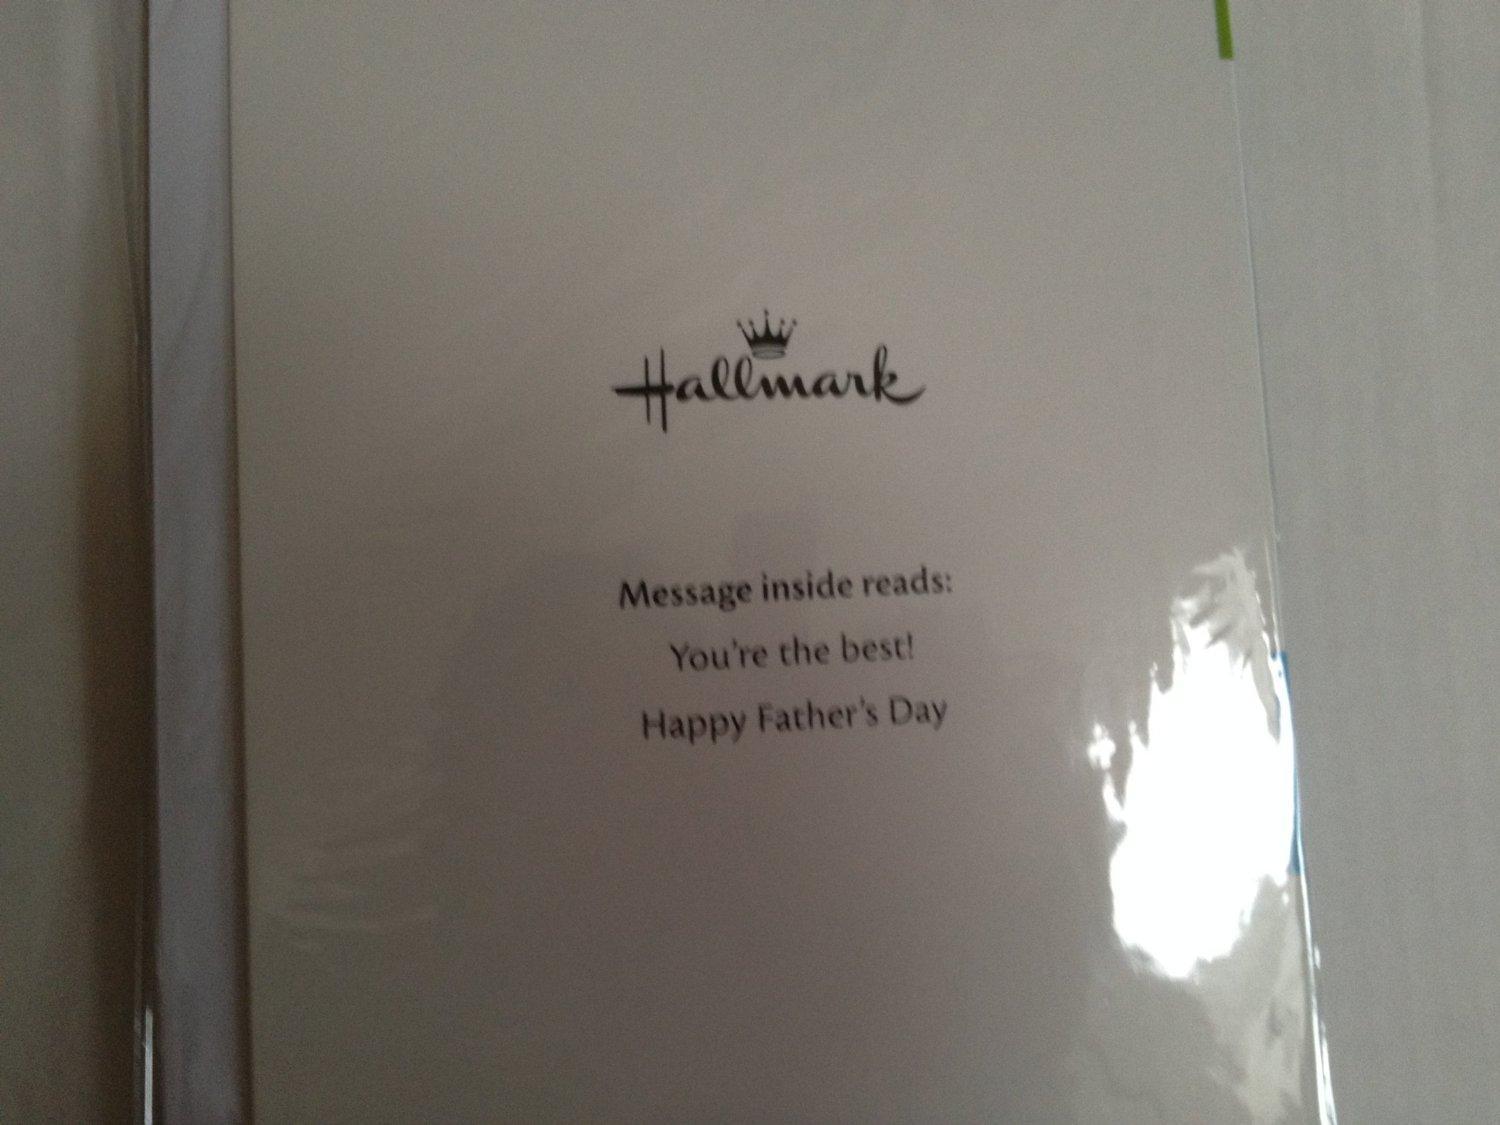 Hallmark
Message inside reads:
You're the best!
Happy Father's Day